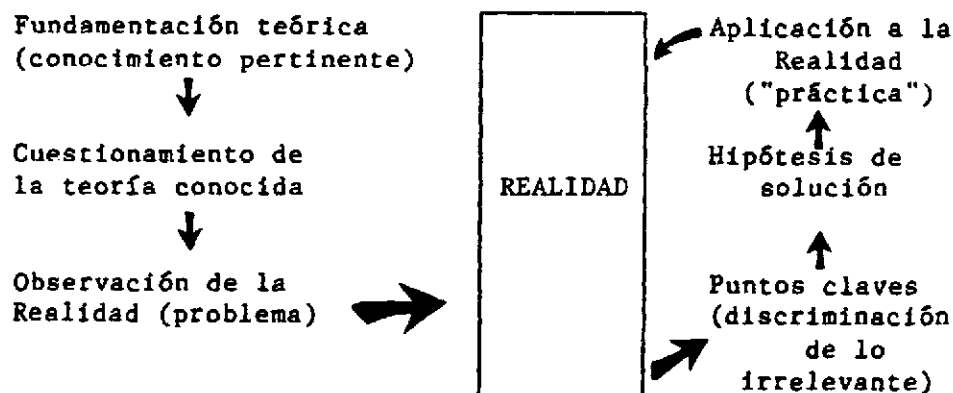 Fundamentación teórica
(conocimiento pertinente)
Cuestionamiento de
la teoría conocida
Observación de la
Realidad (problema)
REALIDAD
Aplicación a la
Realidad
("práctica")
Hipótesis de
solución
Puntos claves
(discriminación
de lo
irrelevante)